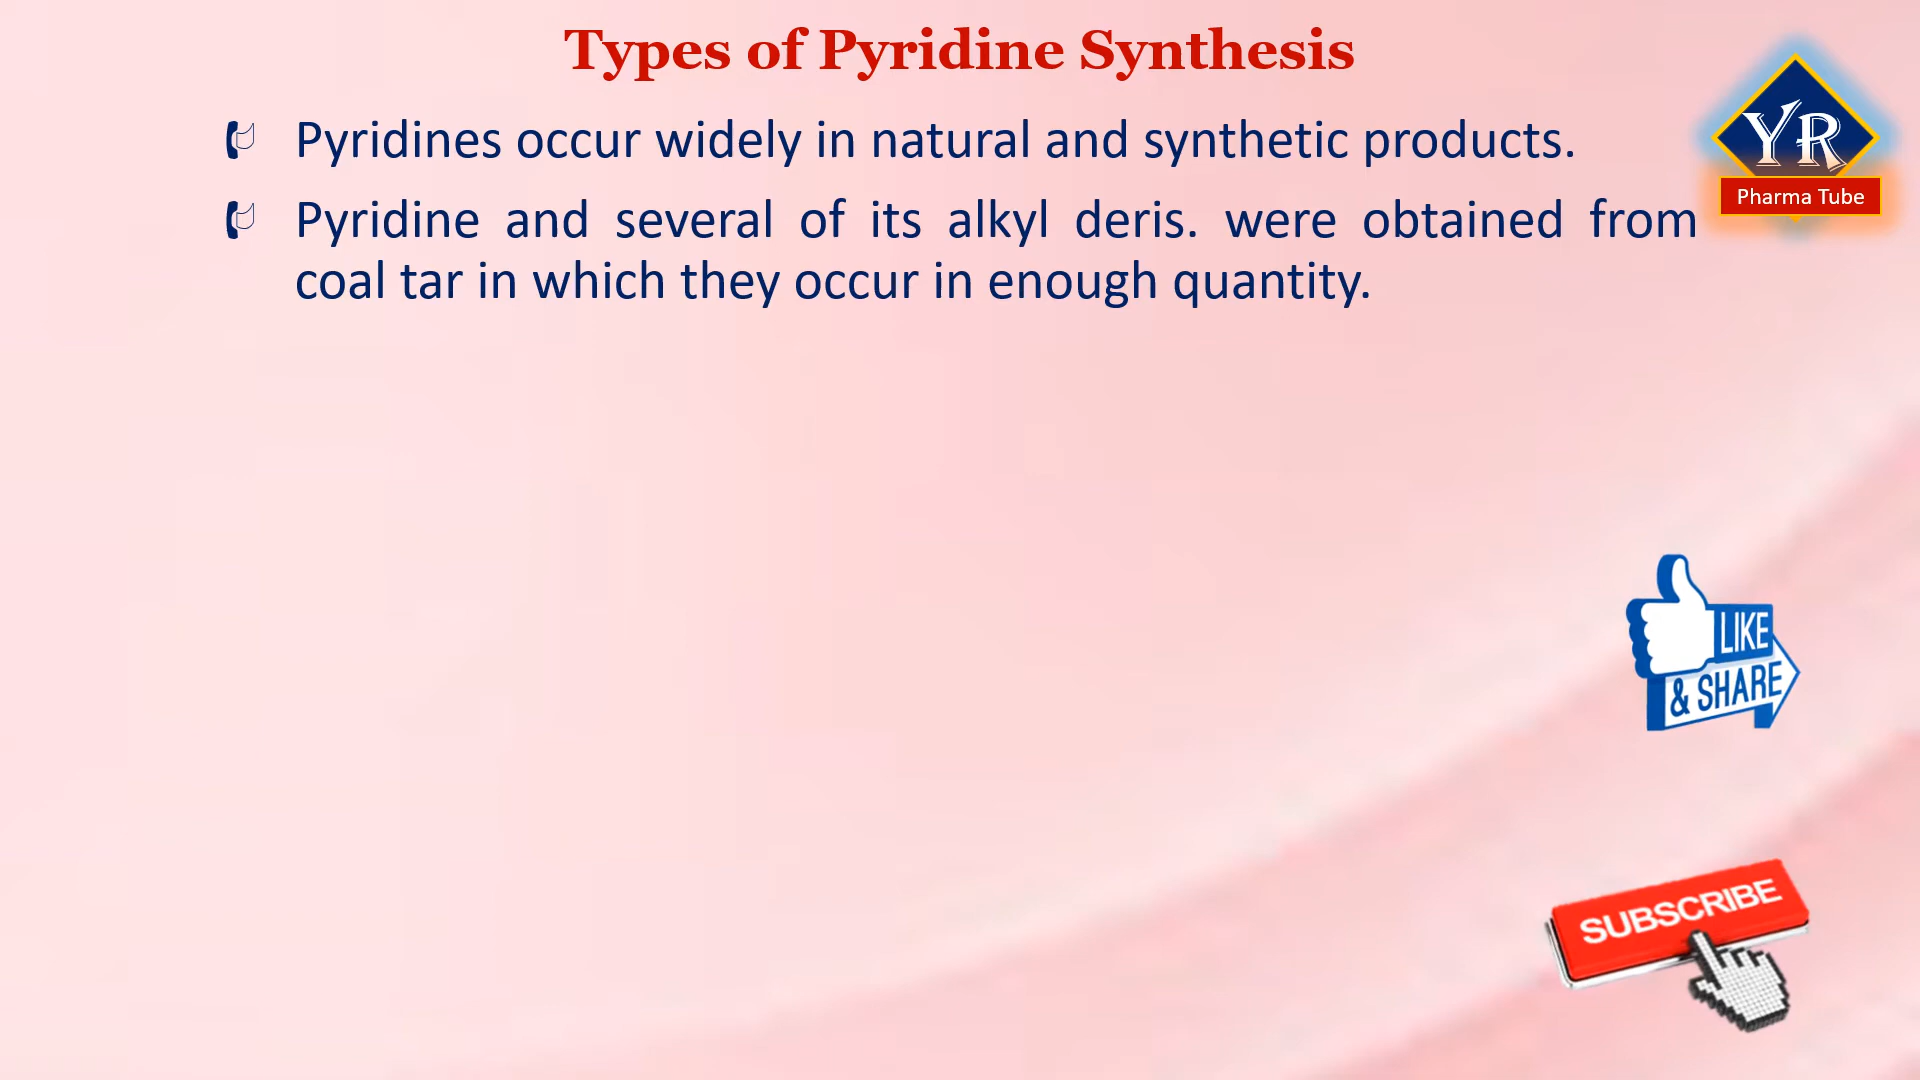 Types of Pyridine Synthesis
Pyridines occur widely in natural and synthetic products.
Pyridine and several of its alkyl deris. were obtained from
coal tar in which they occur in enough quantity.
YR
Pharma Tube
LIKE
& SHARE
SUBSCRIBE